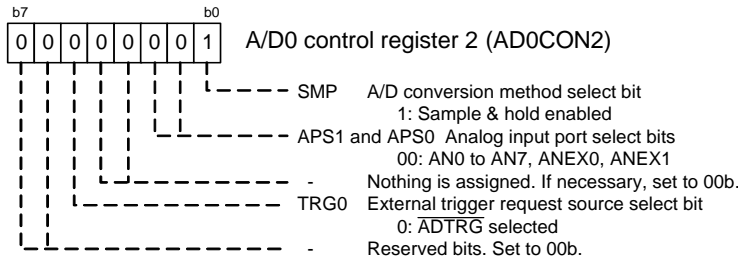 b7 b0
0 0 0 0 0 0 0 1 A/D0 control register 2 (AD0CON2)
SMP A/D conversion method select bit
1: Sample & hold enabled
APS1 and APS0 Analog input port select bits
00: AN0 to AN7, ANEX0, ANEX1
- Nothing is assigned. If necessary, set to 00b.
TRG0 External trigger request source select bit
0: ADTRG selected
- Reserved bits. Set to 00b.